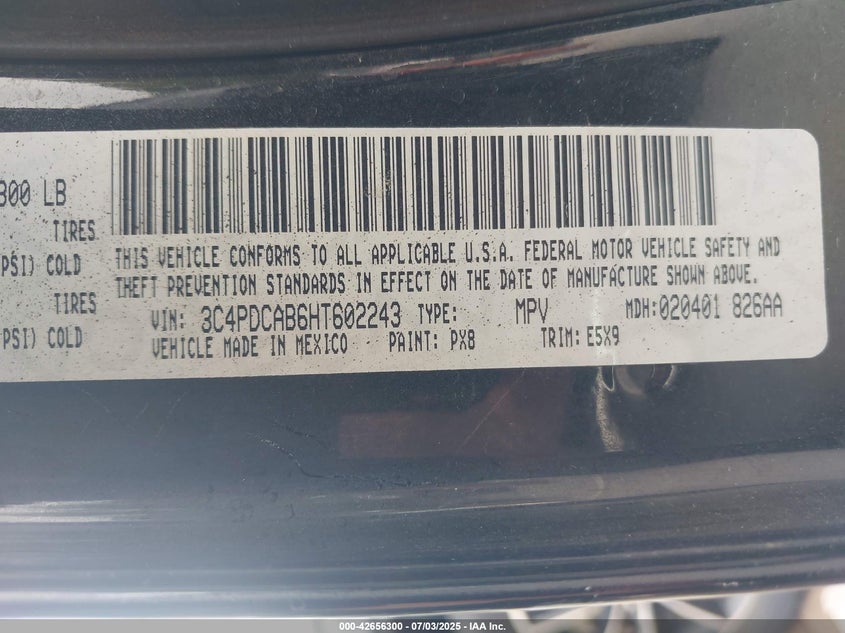 300 LB
TIRES
PSI) COLD
TIRES
PSI) COLD
THIS VEHICLE CONFORMS TO ALL APPLICABLE U.S.A. FEDERAL MOTOR VEHICLE SAFETY AND
THEFT PREVENTION STANDARDS IN EFFECT ON THE DATE OF MANUFACTURE SHOWN ABOVE.
VIN: 3C4PDCAB6HT602243 TYPE: MPV MDH:020401 826AA
VEHICLE MADE IN MEXICO PAINT: PX8 TRIM: E5X9
000-42656300 - 07/03/2025 - IAA Inc.